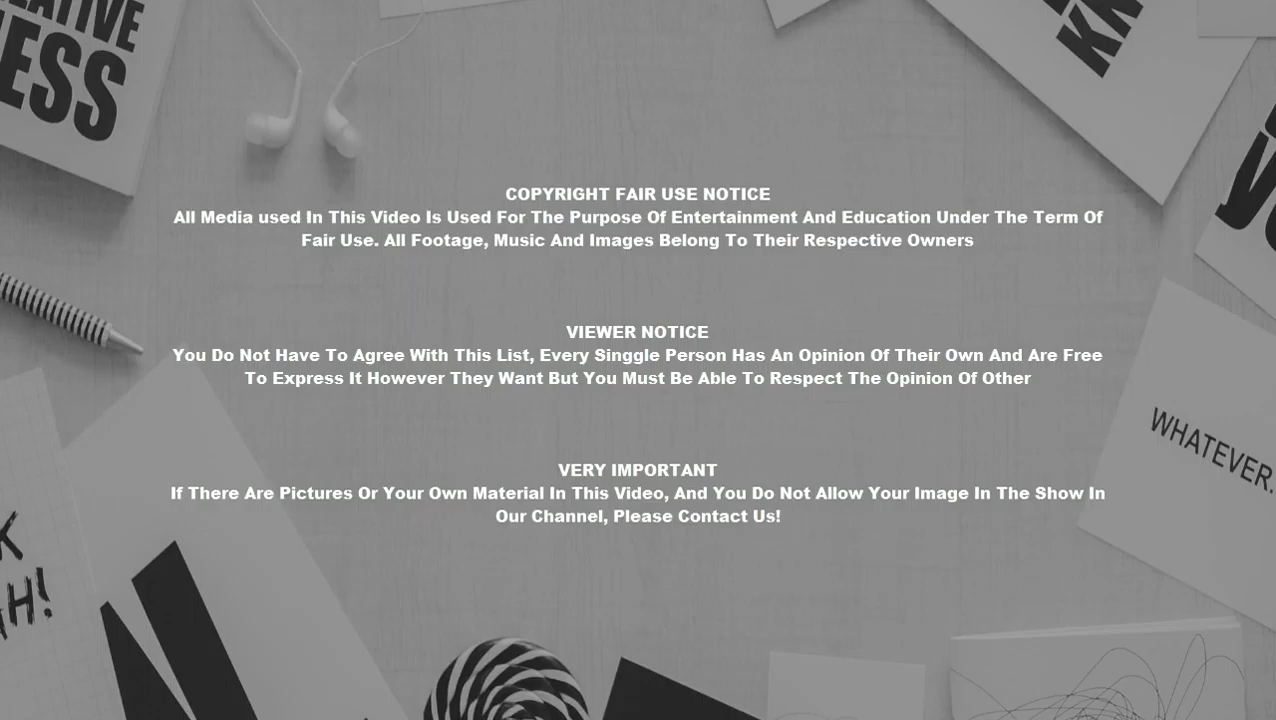 ESS
KN
COPYRIGHT FAIR USE NOTICE
All Media used In This Video Is Used For The Purpose Of Entertainment And Education Under The Term Of
Fair Use. All Footage, Music And Images Belong To Their Respective Owners
VIEWER NOTICE
You Do Not Have To Agree With This List, Every Singgle Person Has An Opinion Of Their Own And Are Free
To Express It However They Want But You Must Be Able To Respect The Opinion Of Other
WHATEVER.
VERY IMPORTANT
If There Are Pictures Or Your Own Material In This Video, And You Do Not Allow Your Image In The Show In
Our Channel, Please Contact Us!